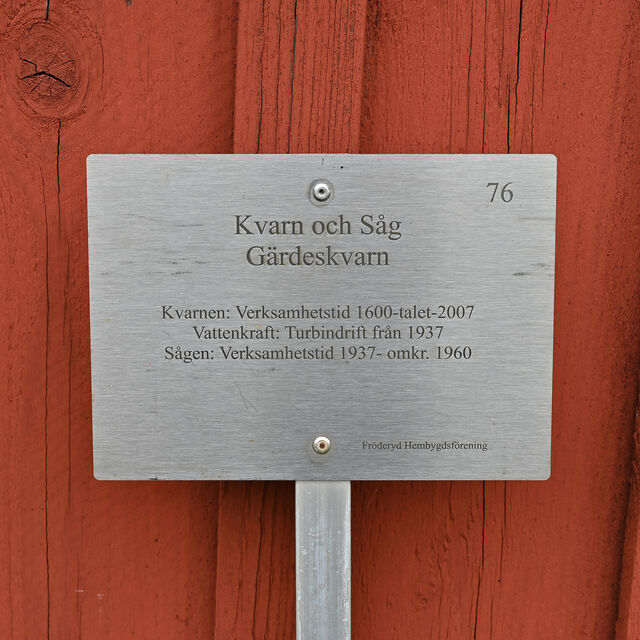 76
Kvarn och Såg
Gärdeskvarn
Kvarnen: Verksamhetstid 1600-talet-2007
Vattenkraft: Turbindrift från 1937
Sågen: Verksamhetstid 1937- omkr. 1960
Fröderyd Hembygdsförening